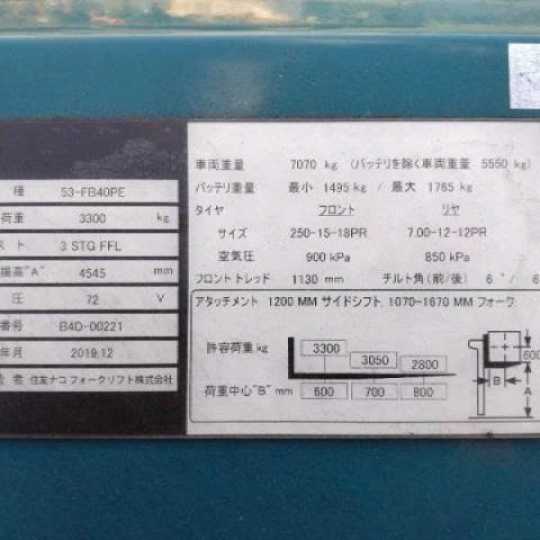 種 53-FB40PE
荷重 3300 kg
スト 3 STG FFL
揚高"A" 4545 mm
圧 72 V
番号 B4D-00221
年月 2019.12
造者 住友ナコ フォークリフト株式会社
車両重量 7070 kg (バッテリを除く車両重量 5550 kg)
バッテリ重量 最小 1495 kg / 最大 1765 kg
タイヤ フロント リヤ
サイズ 250-15-18PR 7.00-12-12PR
空気圧 900 kPa 850 kPa
フロントトレッド 1130 mm チルト角(前/後) 6°/ 6
アタッチメント 1200 MM サイドシフト, 1070-1670 MM フォーク
許容荷重 kg 3300 3050 2800
荷重中心"B" mm 600 700 800
600
B
A